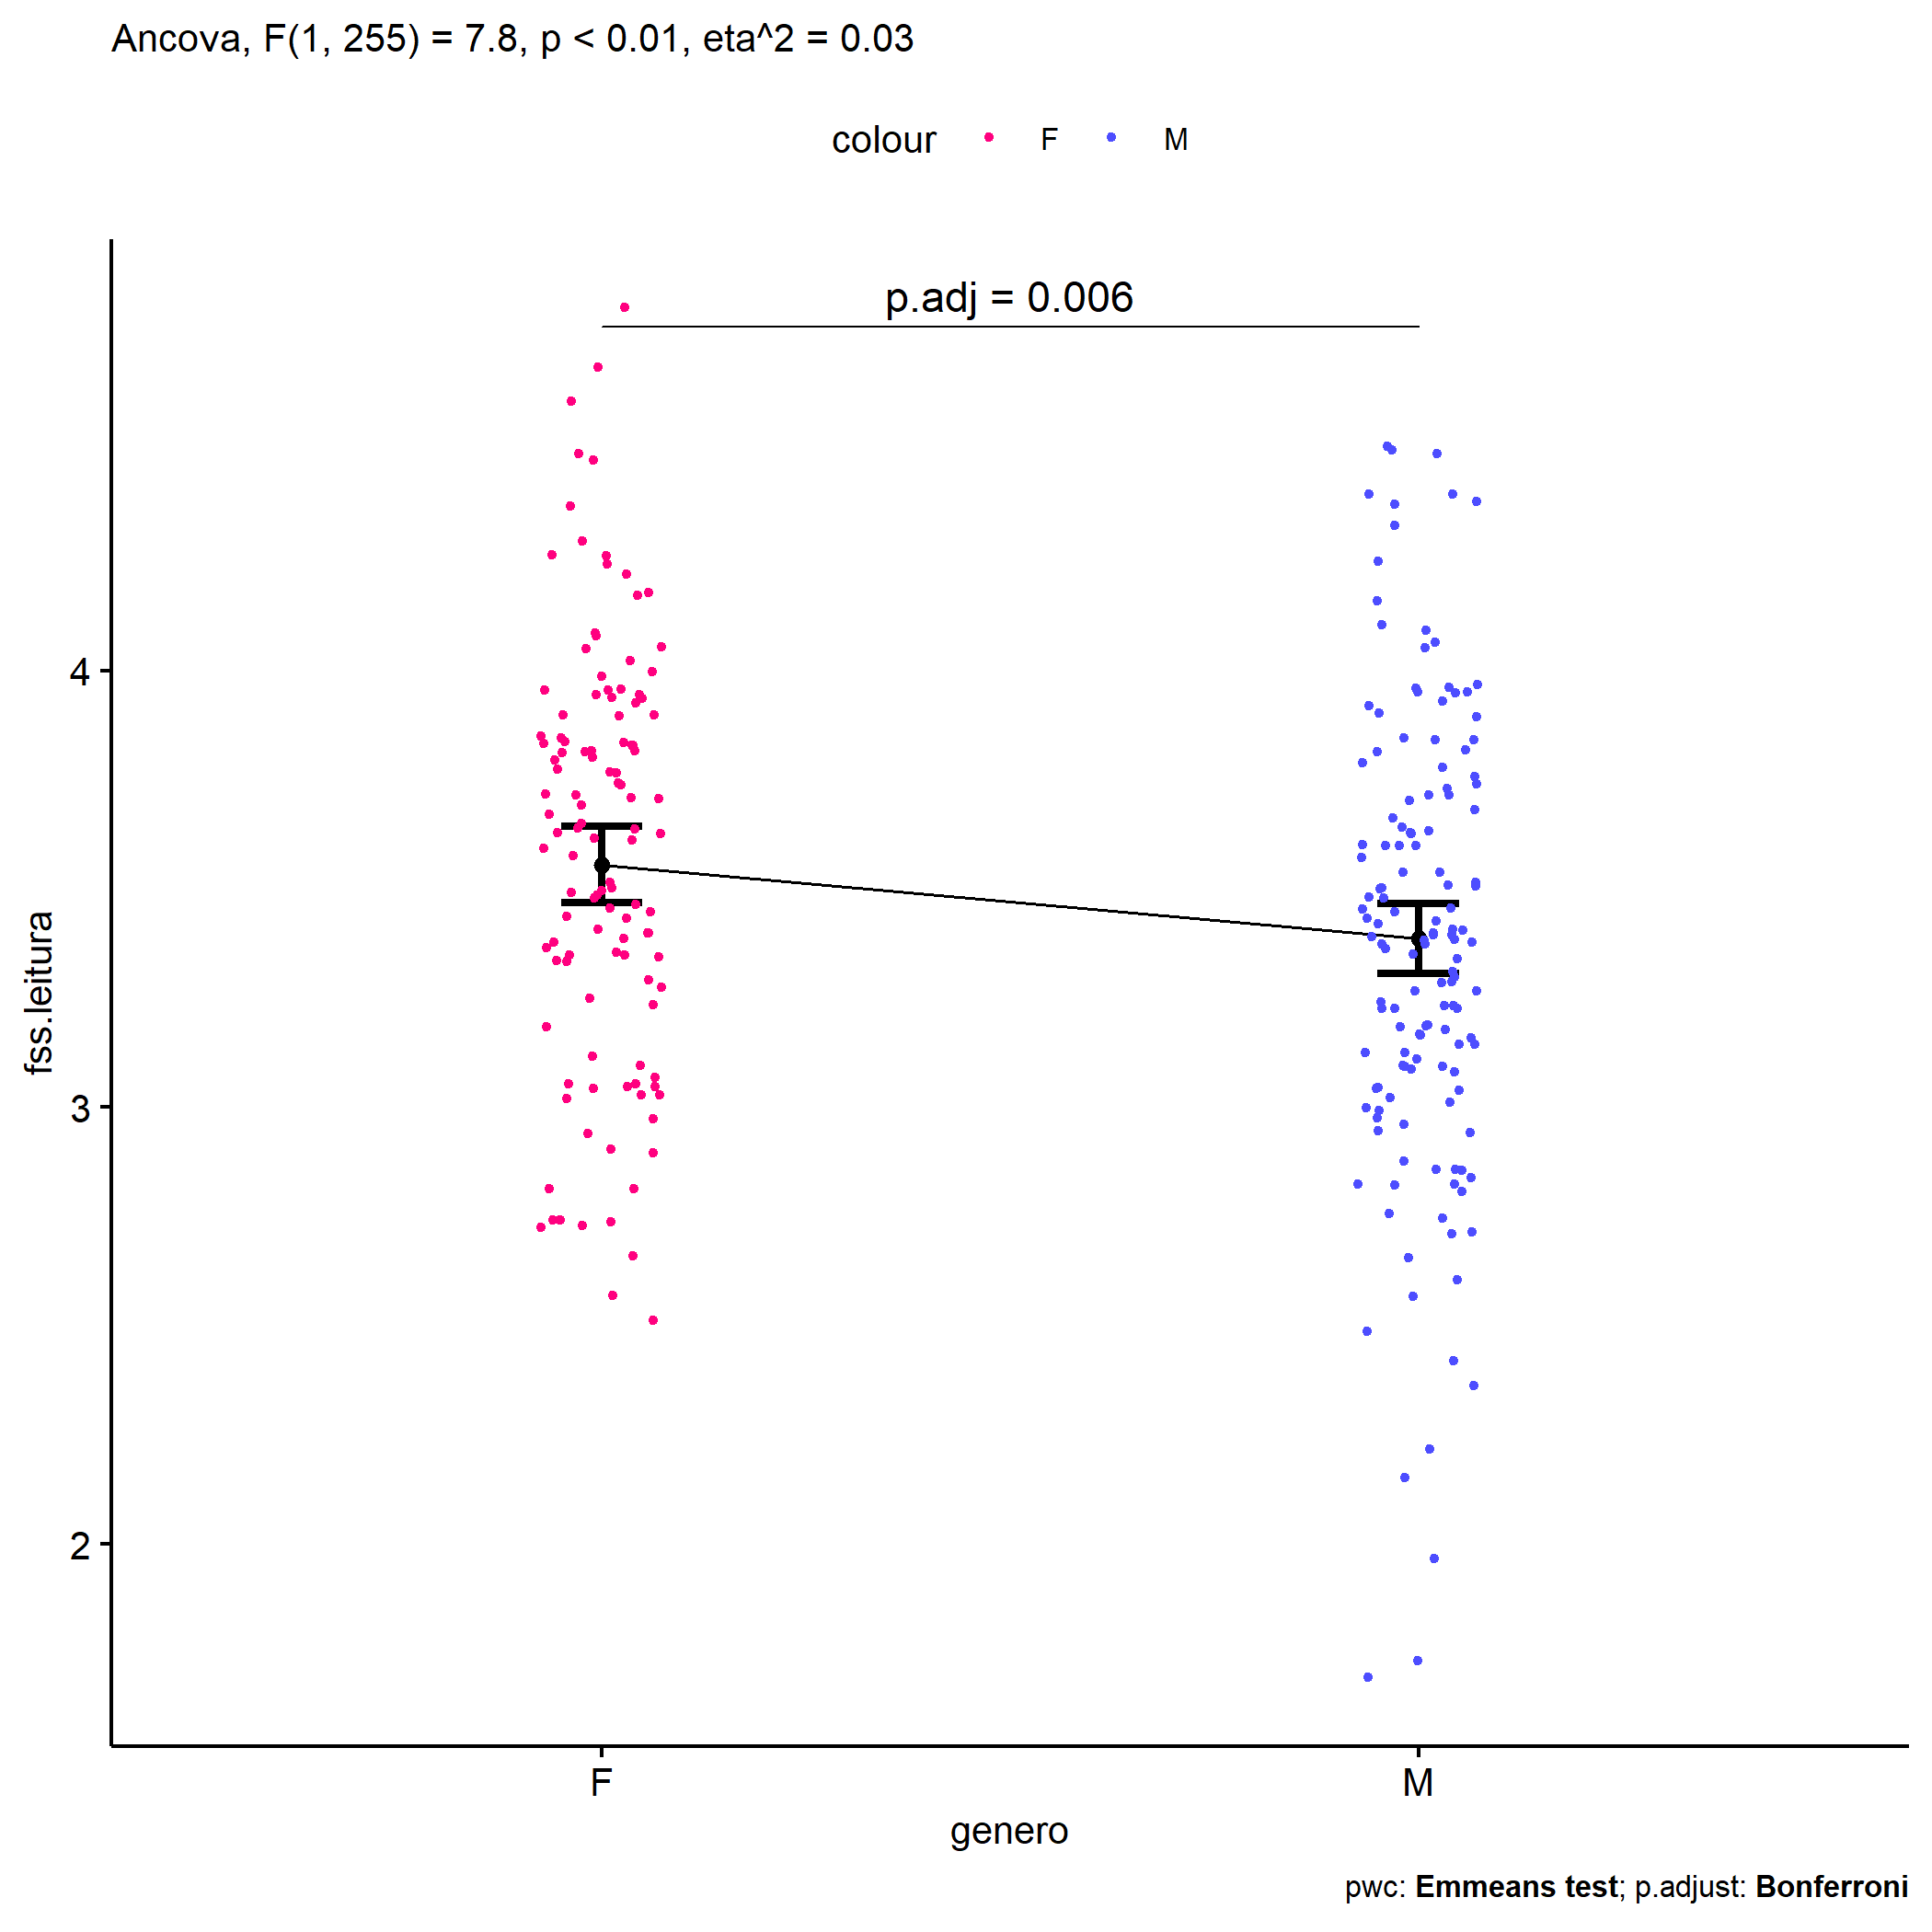 Ancova, F(1, 255) = 7.8, p < 0.01, eta^2 = 0.03
colour F M
p.adj = 0.006
4
3
2
fss.leitura
F M
genero
pwc: Emmeans test; p.adjust: Bonferroni